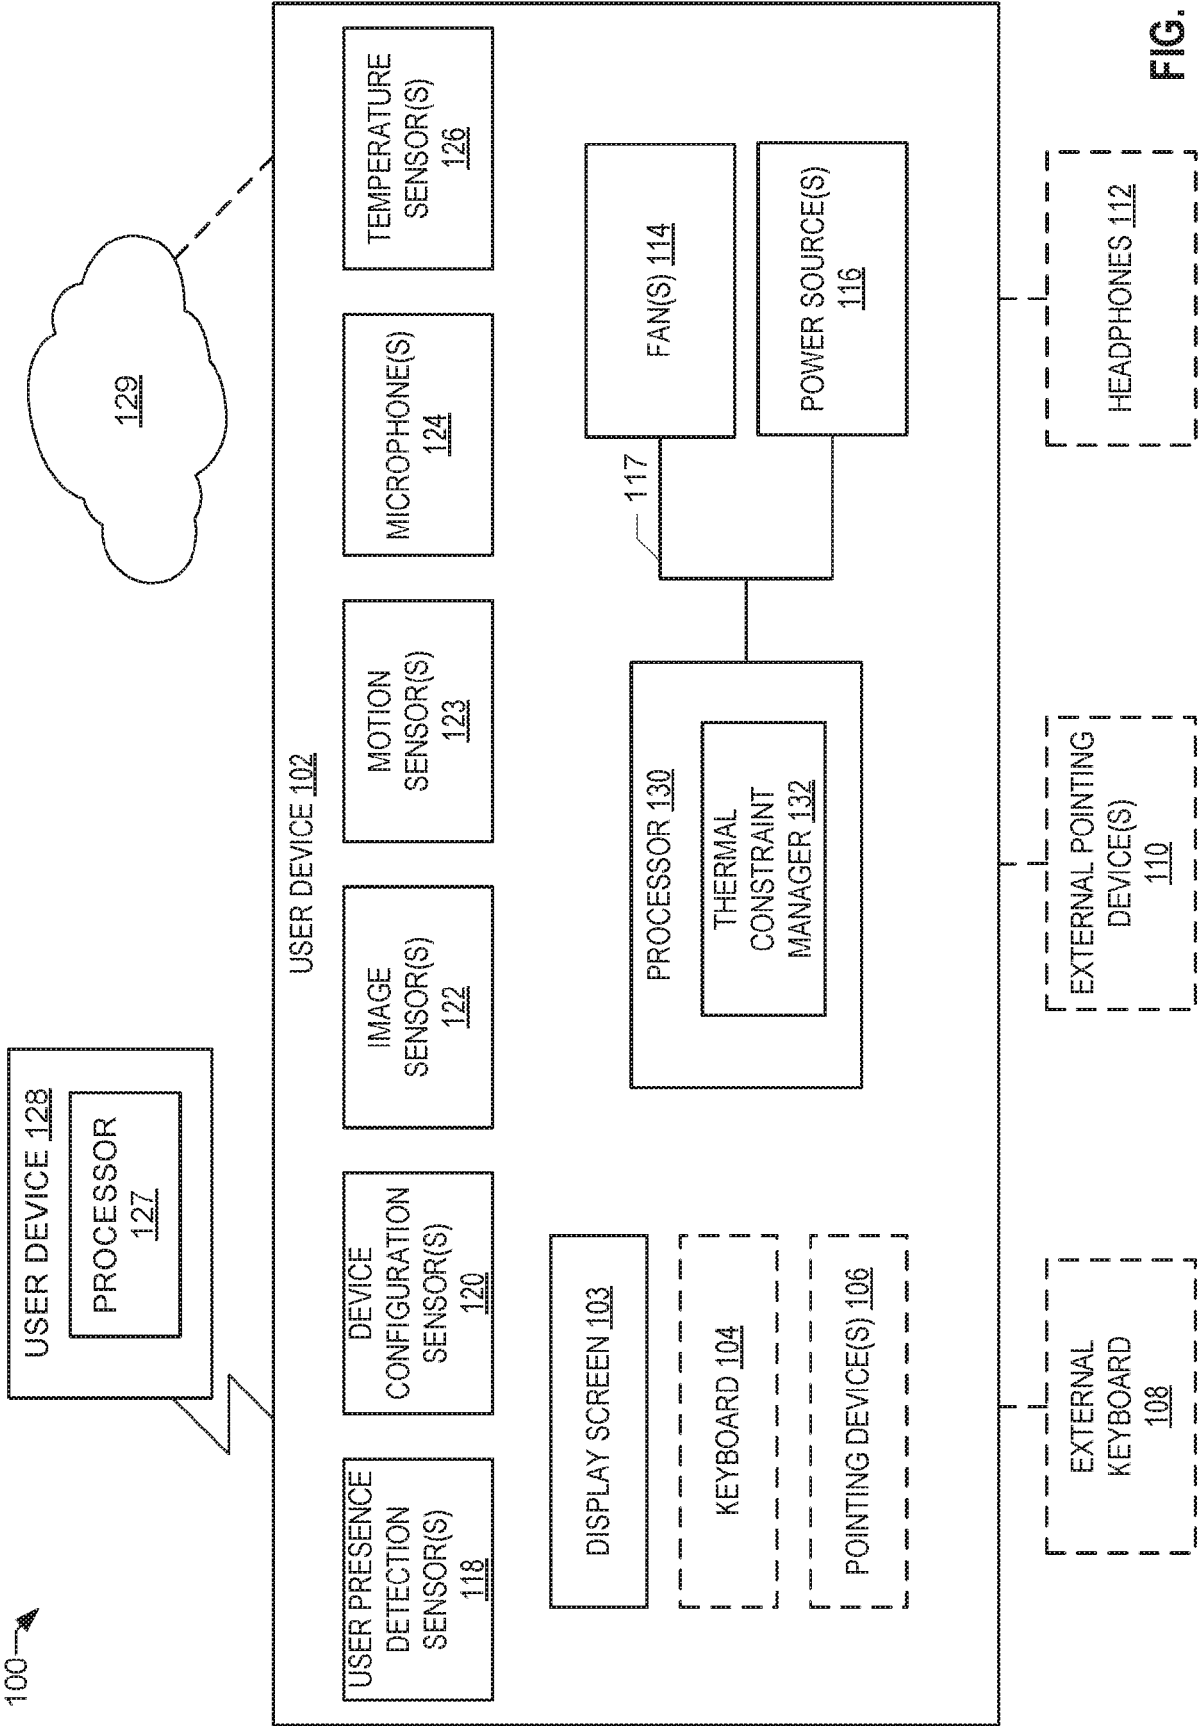 100
USER DEVICE 128
PROCESSOR
127
129
USER DEVICE 102
USER PRESENCE
DETECTION
SENSOR(S)
118
DEVICE
CONFIGURATION
SENSOR(S)
120
IMAGE
SENSOR(S)
122
MOTION
SENSOR(S)
123
MICROPHONE(S)
124
TEMPERATURE
SENSOR(S)
126
DISPLAY SCREEN 103
KEYBOARD 104
POINTING DEVICE(S) 106
PROCESSOR 130
THERMAL
CONSTRAINT
MANAGER 132
117
FAN(S) 114
POWER SOURCE(S)
116
EXTERNAL
KEYBOARD
108
EXTERNAL POINTING
DEVICE(S)
110
HEADPHONES 112
FIG.